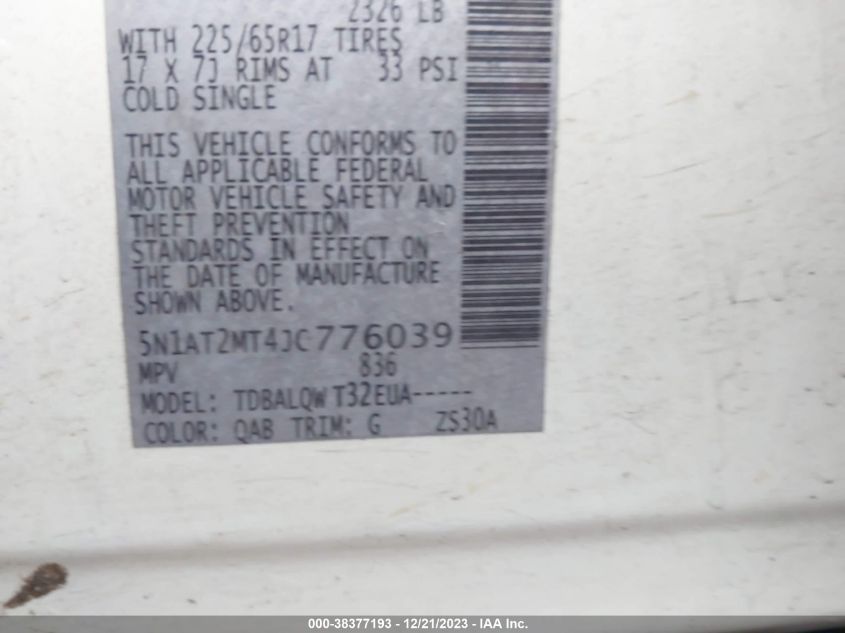 2326 LB
WITH 225/65R17 TIRES
17 X 7J RIMS AT 33 PSI
COLD SINGLE
THIS VEHICLE CONFORMS TO
ALL APPLICABLE FEDERAL
MOTOR VEHICLE SAFETY AND
THEFT PREVENTION
STANDARDS IN EFFECT ON
THE DATE OF MANUFACTURE
SHOWN ABOVE.
5N1AT2MT4JC776039
MPV 836
MODEL: TDBALQW T32EUA-----
COLOR: QAB TRIM: G ZS30A
000-38377193 - 12/21/2023 - IAA Inc.